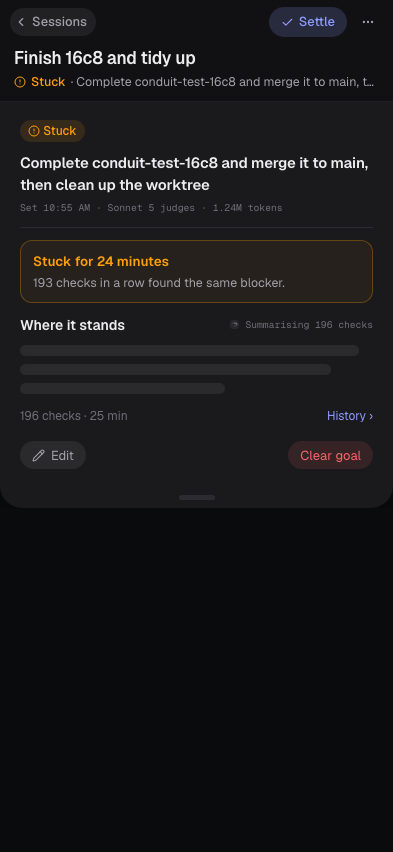 Sessions
Settle
Finish 16c8 and tidy up
Stuck · Complete conduit-test-16c8 and merge it to main, t...
Stuck
Complete conduit-test-16c8 and merge it to main,
then clean up the worktree
Set 10:55 AM · Sonnet 5 judges · 1.24M tokens
Stuck for 24 minutes
193 checks in a row found the same blocker.
Where it stands
Summarising 196 checks
196 checks · 25 min
History ›
Edit
Clear goal